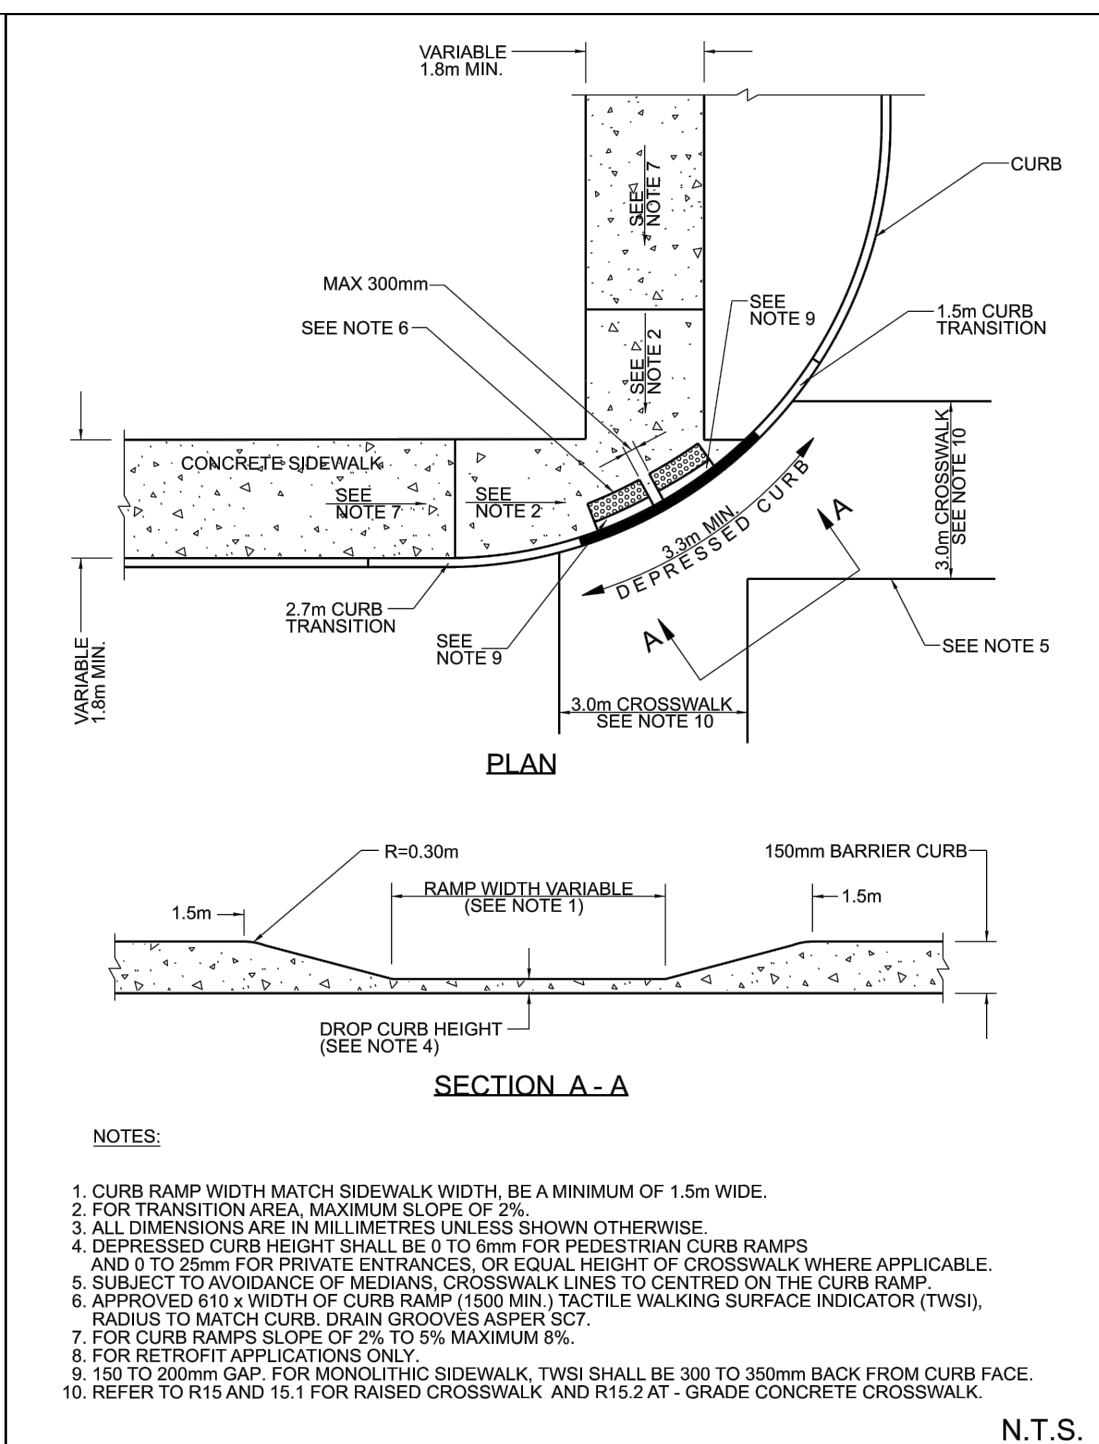 VARIABLE
1.8m MIN.
CURB
SEE
NOTE 7
MAX 300mm
SEE NOTE 6
SEE
NOTE 9
1.5m CURB
TRANSITION
SEE
NOTE 2
CONCRETE SIDEWALK
SEE
NOTE 7
SEE
NOTE 2
3.0m CROSSWALK
SEE NOTE 10
3.3m MIN.
DEPRESSED CURB
A
2.7m CURB
TRANSITION
SEE
NOTE 9
A
SEE NOTE 5
VARIABLE
1.8m MIN.
3.0m CROSSWALK
SEE NOTE 10
PLAN
R=0.30m
150mm BARRIER CURB
RAMP WIDTH VARIABLE
(SEE NOTE 1)
1.5m
1.5m
DROP CURB HEIGHT
(SEE NOTE 4)
SECTION A - A
NOTES:
1. CURB RAMP WIDTH MATCH SIDEWALK WIDTH, BE A MINIMUM OF 1.5m WIDE.
2. FOR TRANSITION AREA, MAXIMUM SLOPE OF 2%.
3. ALL DIMENSIONS ARE IN MILLIMETRES UNLESS SHOWN OTHERWISE.
4. DEPRESSED CURB HEIGHT SHALL BE 0 TO 6mm FOR PEDESTRIAN CURB RAMPS
AND 0 TO 25mm FOR PRIVATE ENTRANCES, OR EQUAL HEIGHT OF CROSSWALK WHERE APPLICABLE.
5. SUBJECT TO AVOIDANCE OF MEDIANS, CROSSWALK LINES TO CENTRED ON THE CURB RAMP.
6. APPROVED 610 x WIDTH OF CURB RAMP (1500 MIN.) TACTILE WALKING SURFACE INDICATOR (TWSI),
RADIUS TO MATCH CURB. DRAIN GROOVES ASPER SC7.
7. FOR CURB RAMPS SLOPE OF 2% TO 5% MAXIMUM 8%.
8. FOR RETROFIT APPLICATIONS ONLY.
9. 150 TO 200mm GAP. FOR MONOLITHIC SIDEWALK, TWSI SHALL BE 300 TO 350mm BACK FROM CURB FACE.
10. REFER TO R15 AND 15.1 FOR RAISED CROSSWALK AND R15.2 AT - GRADE CONCRETE CROSSWALK.
N.T.S.